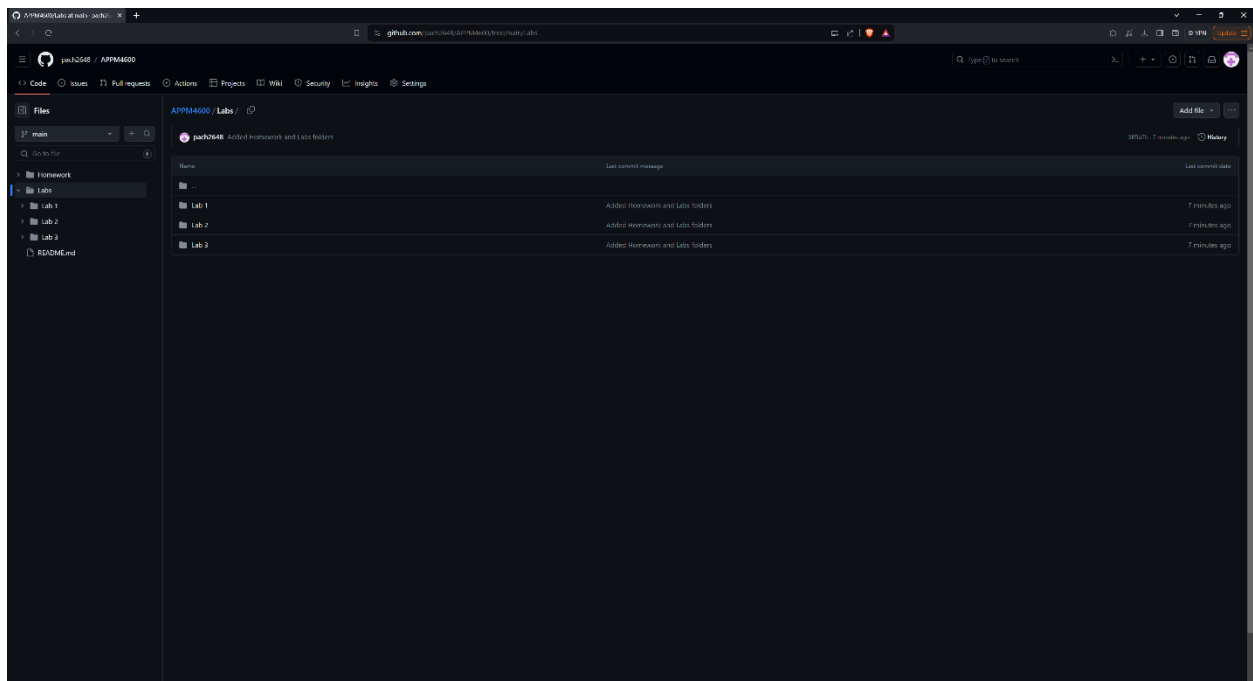 APPM4600/Labs at main · pach26
github.com/pach2648/APPM4600/tree/main/Labs
VPN
Update
pach2648 / APPM4600
Type / to search
Code Issues Pull requests Actions Projects Wiki Security Insights Settings
Files
main
Go to file
Homework
Labs
Lab 1
Lab 2
Lab 3
README.md
APPM4600 / Labs /
Add file
pach2648 Added Homework and Labs folders
7 minutes ago History
Name Last commit message Last commit date
..
Lab 1 Added Homework and Labs folders 7 minutes ago
Lab 2 Added Homework and Labs folders 7 minutes ago
Lab 3 Added Homework and Labs folders 7 minutes ago